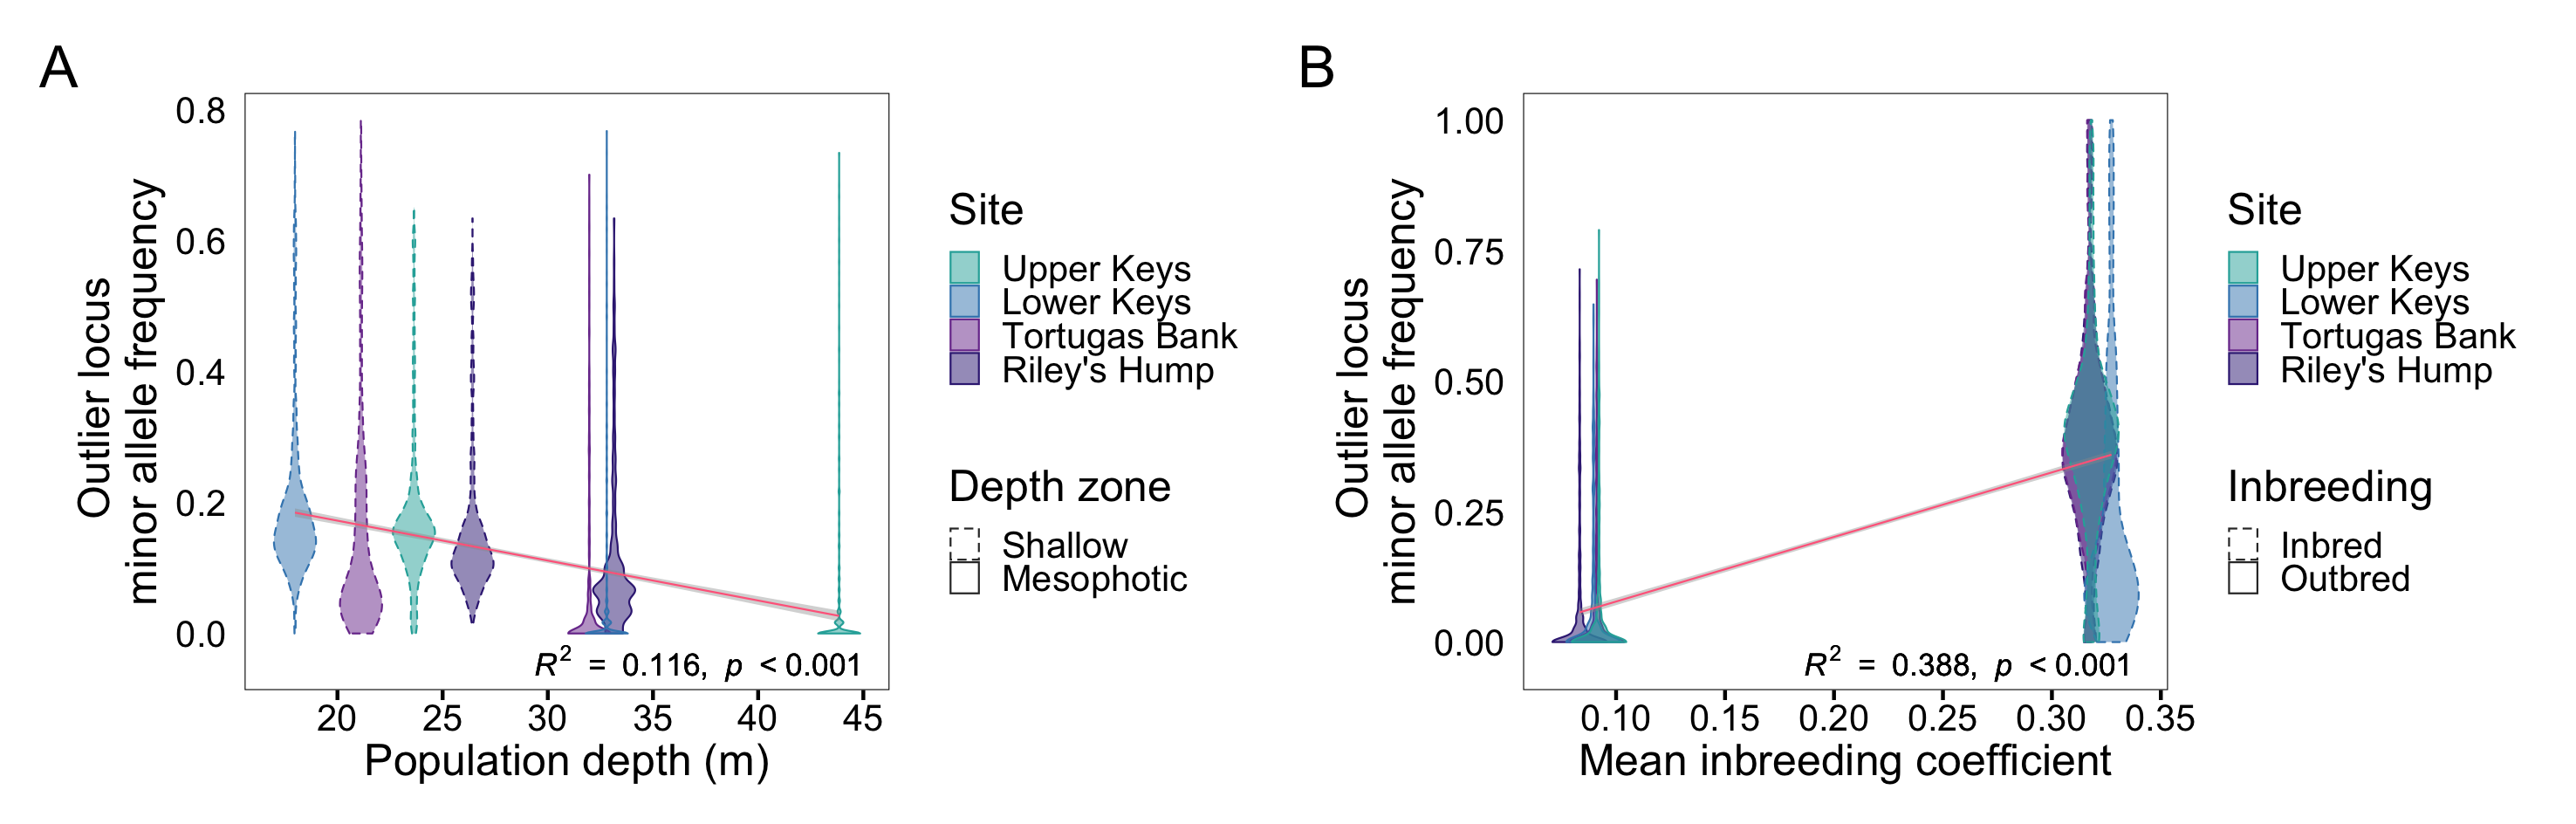 A
Outlier locus
minor allele frequency
0.8
0.6
0.4
0.2
0.0
R² = 0.116, p < 0.001
20 25 30 35 40 45
Population depth (m)
Site
Upper Keys
Lower Keys
Tortugas Bank
Riley's Hump
Depth zone
Shallow
Mesophotic
B
Outlier locus
minor allele frequency
1.00
0.75
0.50
0.25
0.00
R² = 0.388, p < 0.001
0.10 0.15 0.20 0.25 0.30 0.35
Mean inbreeding coefficient
Site
Upper Keys
Lower Keys
Tortugas Bank
Riley's Hump
Inbreeding
Inbred
Outbred